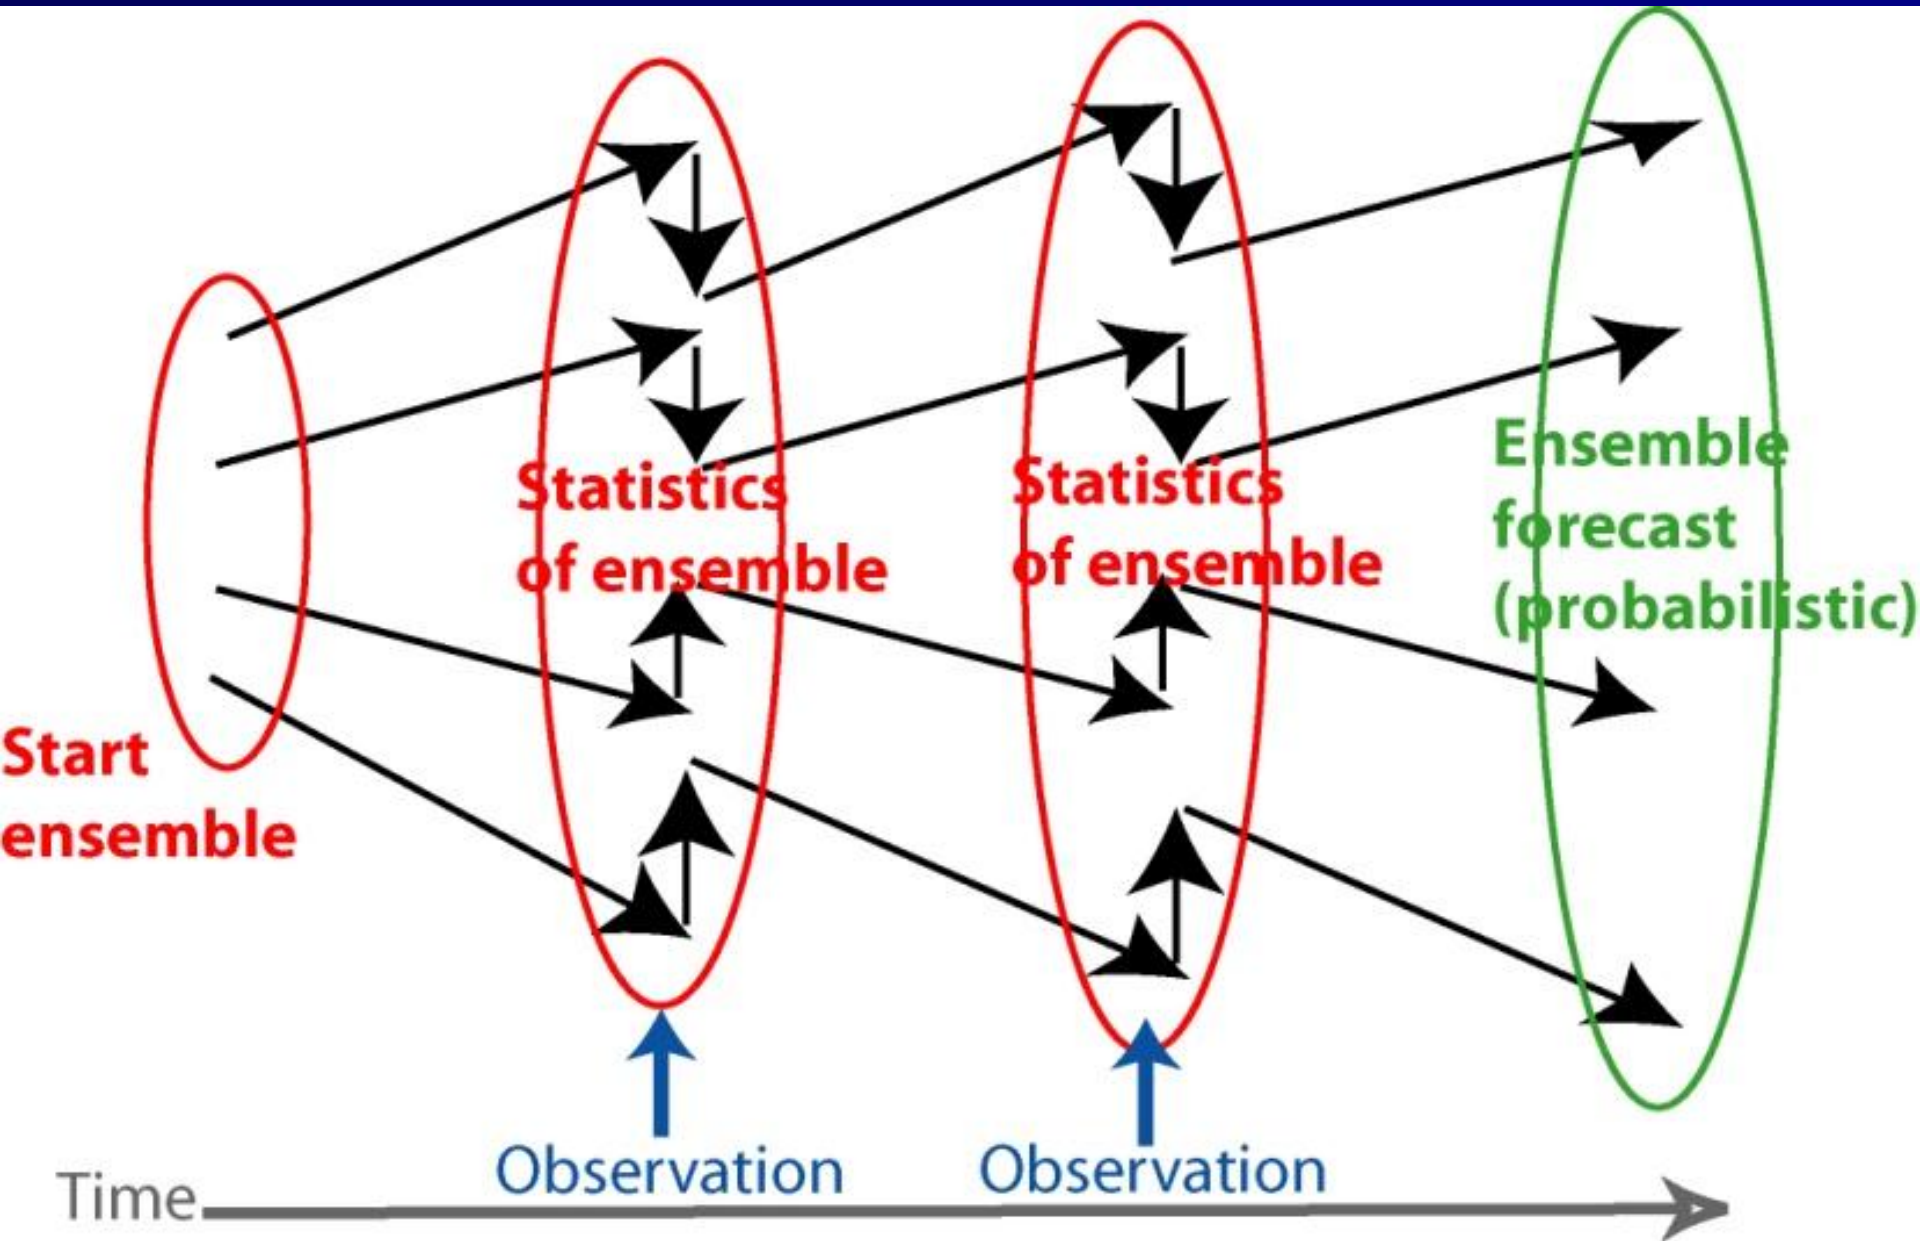 Start
ensemble
Statistics
of ensemble
Statistics
of ensemble
Ensemble
forecast
(probabilistic)
Observation
Observation
Time